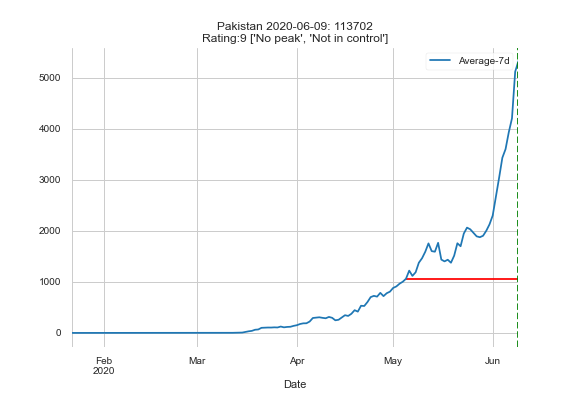 Pakistan 2020-06-09: 113702
Rating:9 ['No peak', 'Not in control']
Average-7d
5000
4000
3000
2000
1000
0
Feb
2020
Mar
Apr
May
Jun
Date